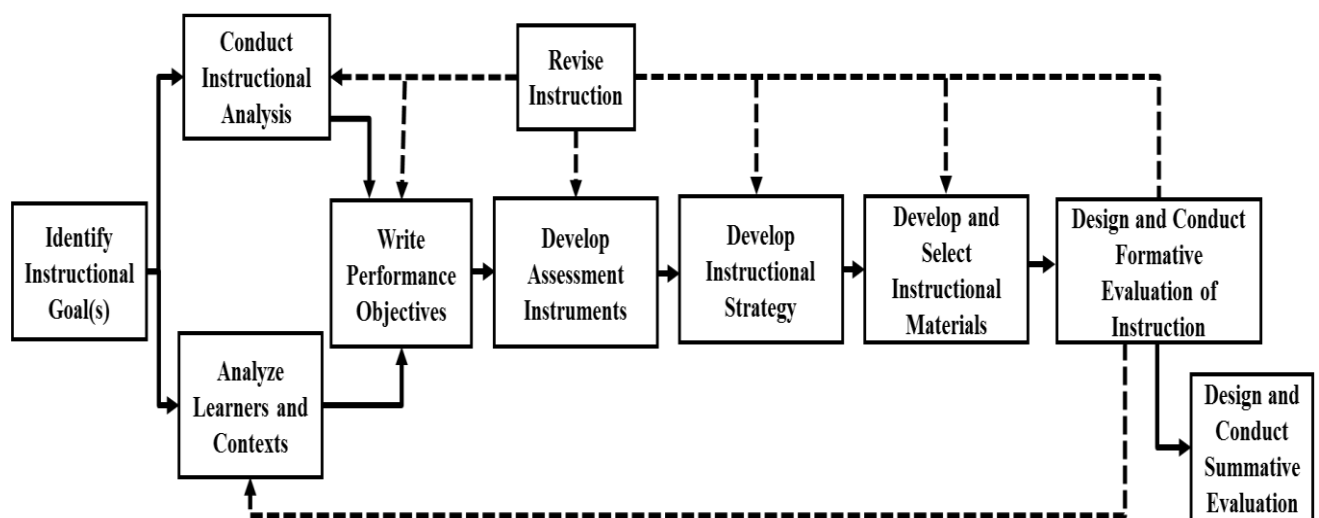 Conduct
Instructional
Analysis
Revise
Instruction
Identify
Instructional
Goal(s)
Write
Performance
Objectives
Develop
Assessment
Instruments
Develop
Instructional
Strategy
Develop and
Select
Instructional
Materials
Design and Conduct
Formative
Evaluation of
Instruction
Analyze
Learners and
Contexts
Design and
Conduct
Summative
Evaluation